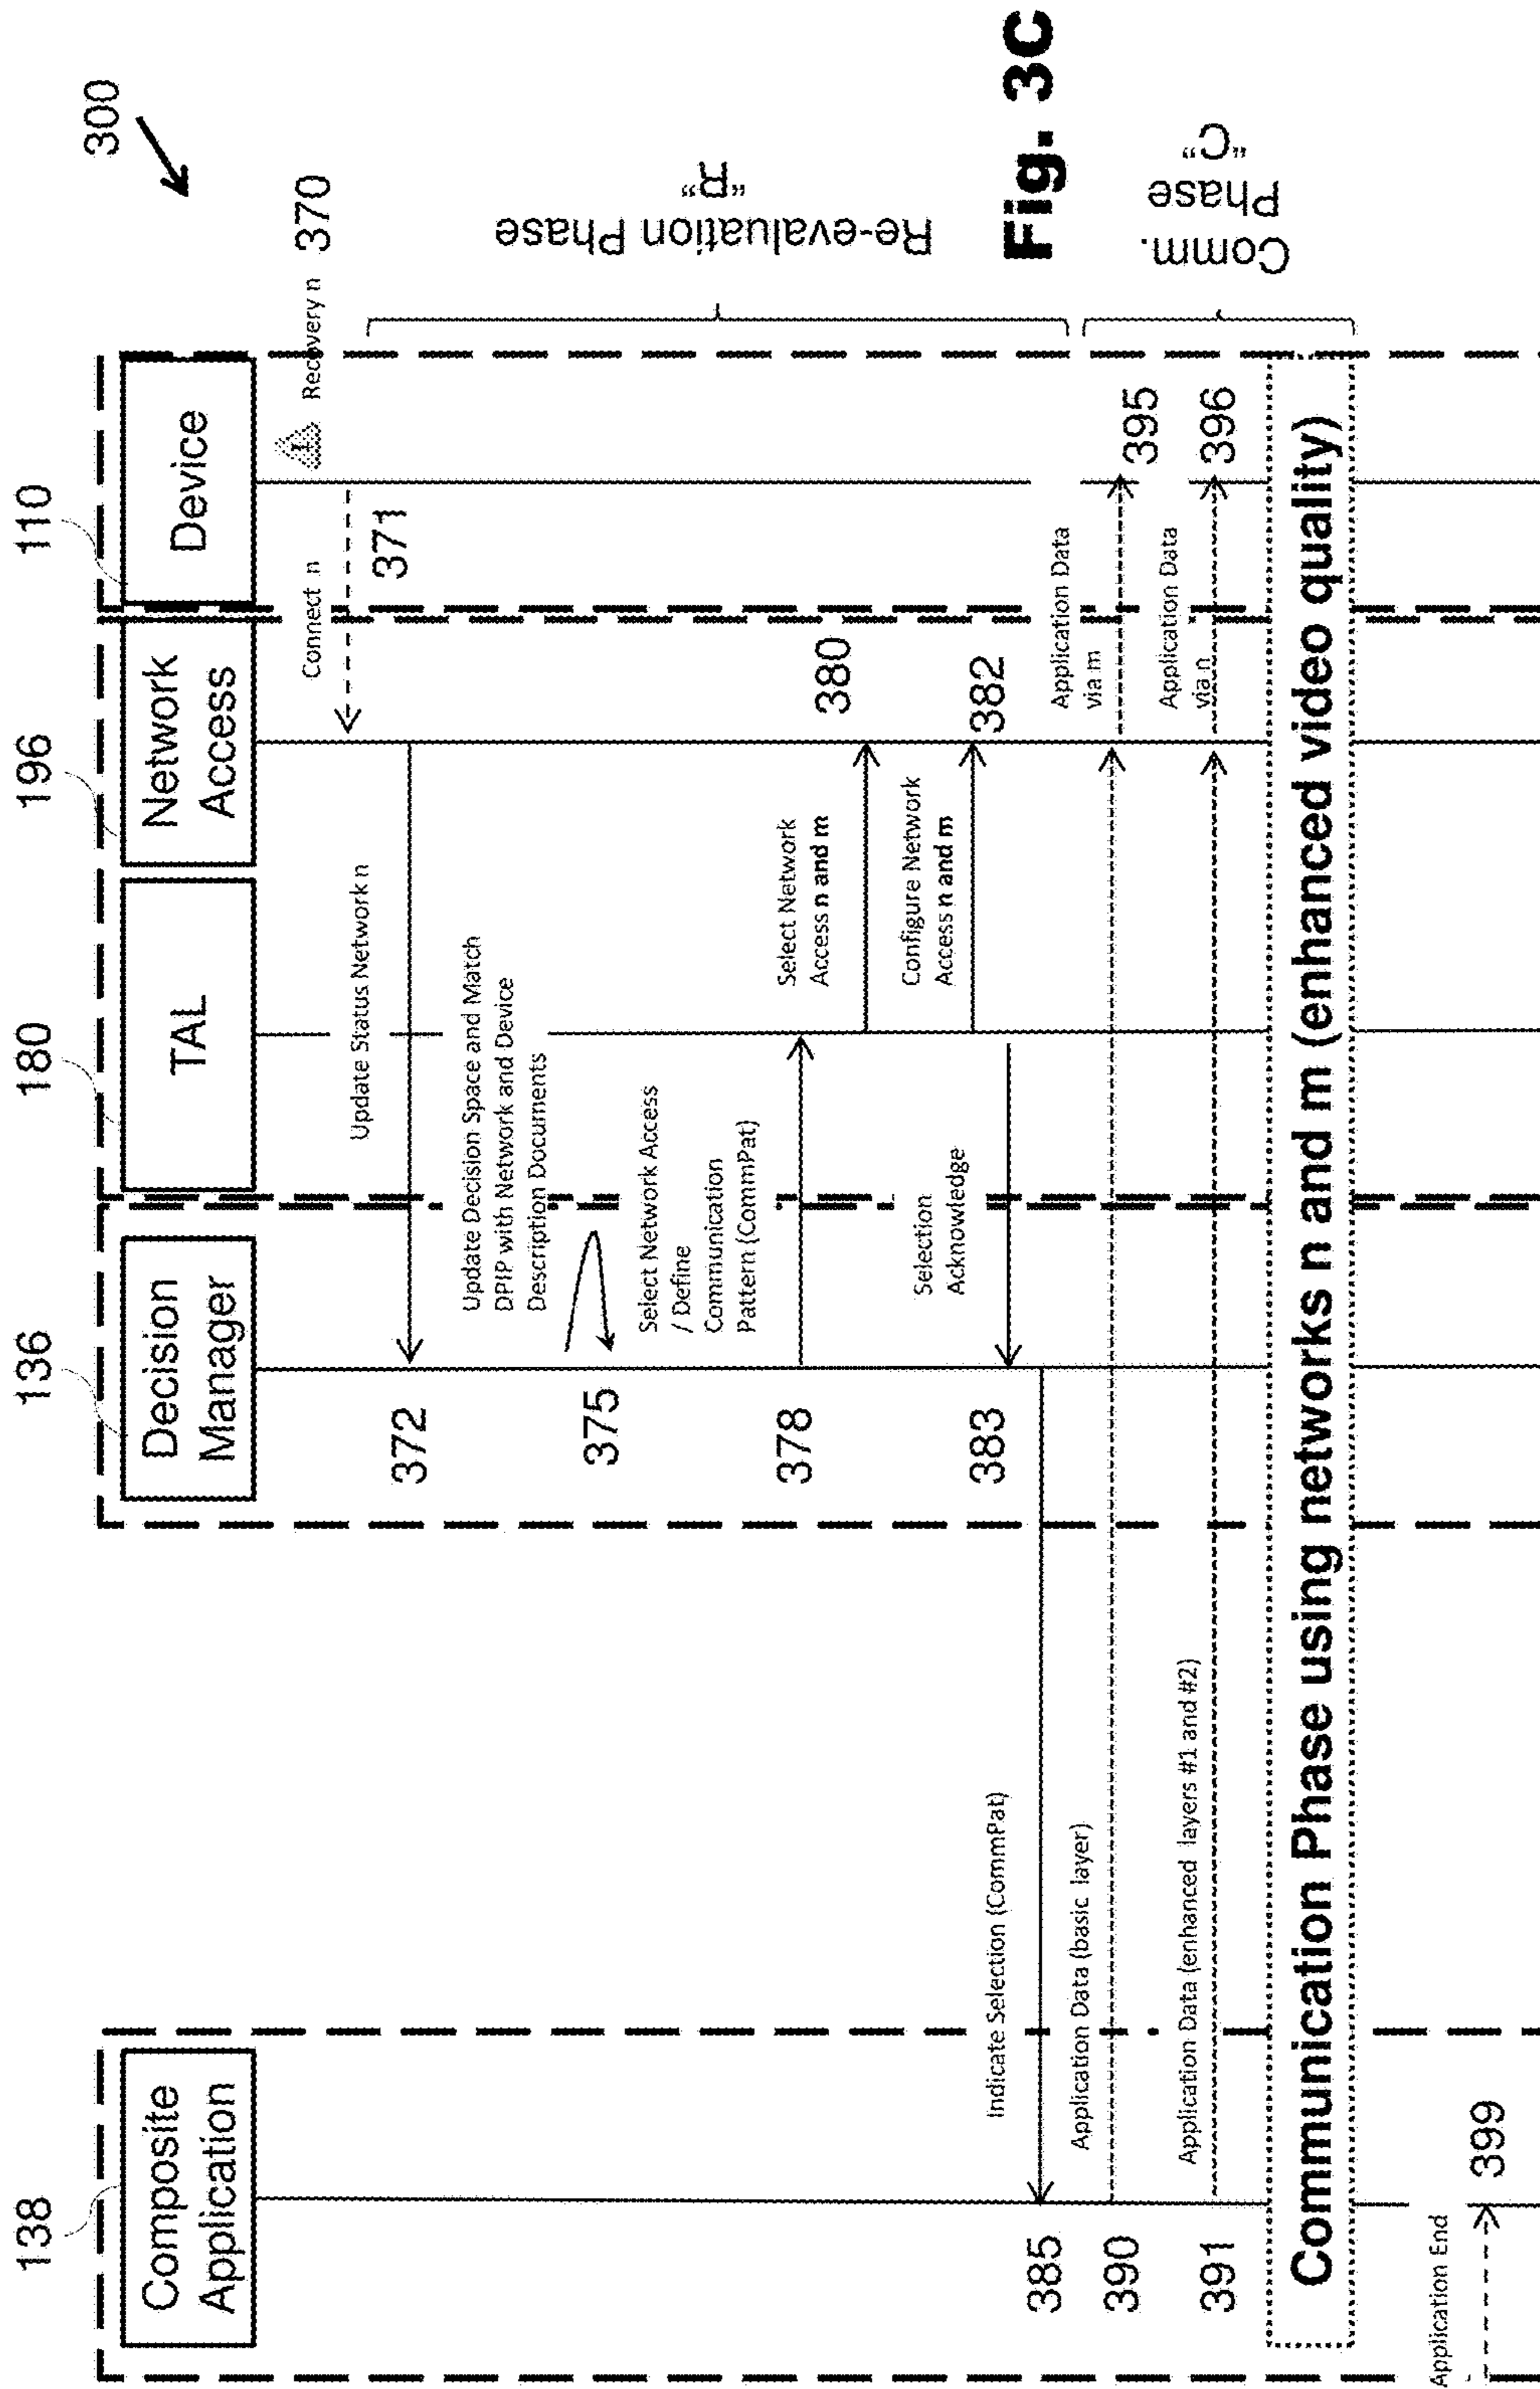 138
136
180
196
110
300
Composite
Application
Decision
Manager
TAL
Network
Access
Device
Recovery n
370
Connect n
371
Update Status Network n
372
Update Decision Space and Match
DPIP with Network and Device
Description Documents
375
Select Network Access
/ Define
Communication
Pattern (CommPat)
378
Select Network
Access n and m
380
Configure Network
Access n and m
382
Selection
Acknowledge
383
Re-evaluation Phase
"R"
Indicate Selection (CommPat)
385
Application Data (basic layer)
390
Application Data
via m
395
Application Data (enhanced layers #1 and #2)
391
Application Data
via n
396
Comm.
Phase
"C"
Communication Phase using networks n and m (enhanced video quality)
Application End
399
Fig. 3C